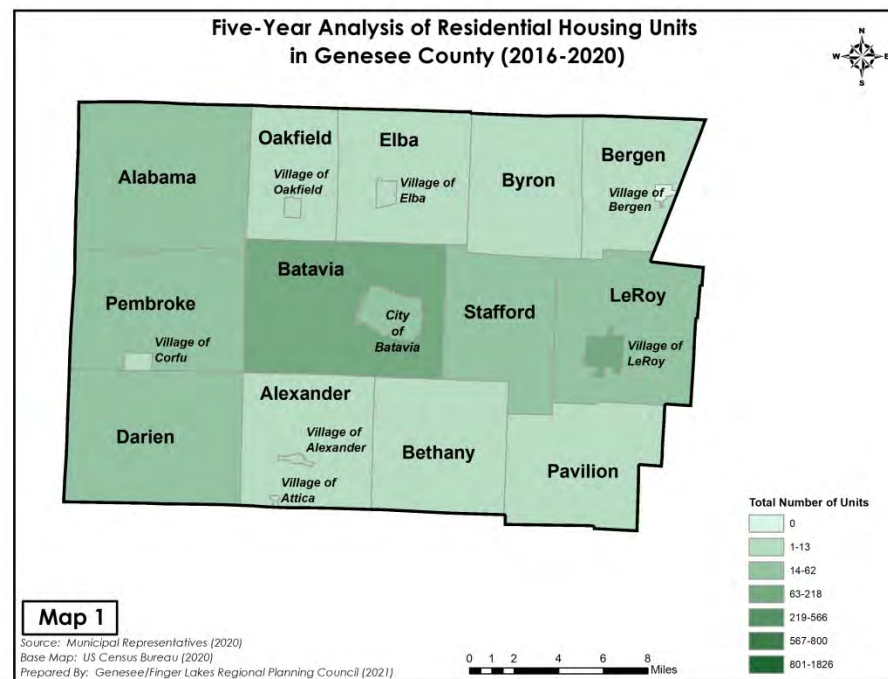 Five-Year Analysis of Residential Housing Units
in Genesee County (2016-2020)
N
W
E
S
Alabama
Oakfield
Village of
Oakfield
Elba
Village of
Elba
Byron
Bergen
Village of
Bergen
Pembroke
Village of
Corfu
Batavia
City
of
Batavia
Stafford
LeRoy
Village of
LeRoy
Darien
Alexander
Village of
Alexander
Village of
Attica
Bethany
Pavilion
Total Number of Units
0
1-13
14-62
63-218
219-566
567-800
801-1826
Map 1
Source: Municipal Representatives (2020)
Base Map: US Census Bureau (2020)
Prepared By: Genesee/Finger Lakes Regional Planning Council (2021)
0 1 2 4 6 8
Miles